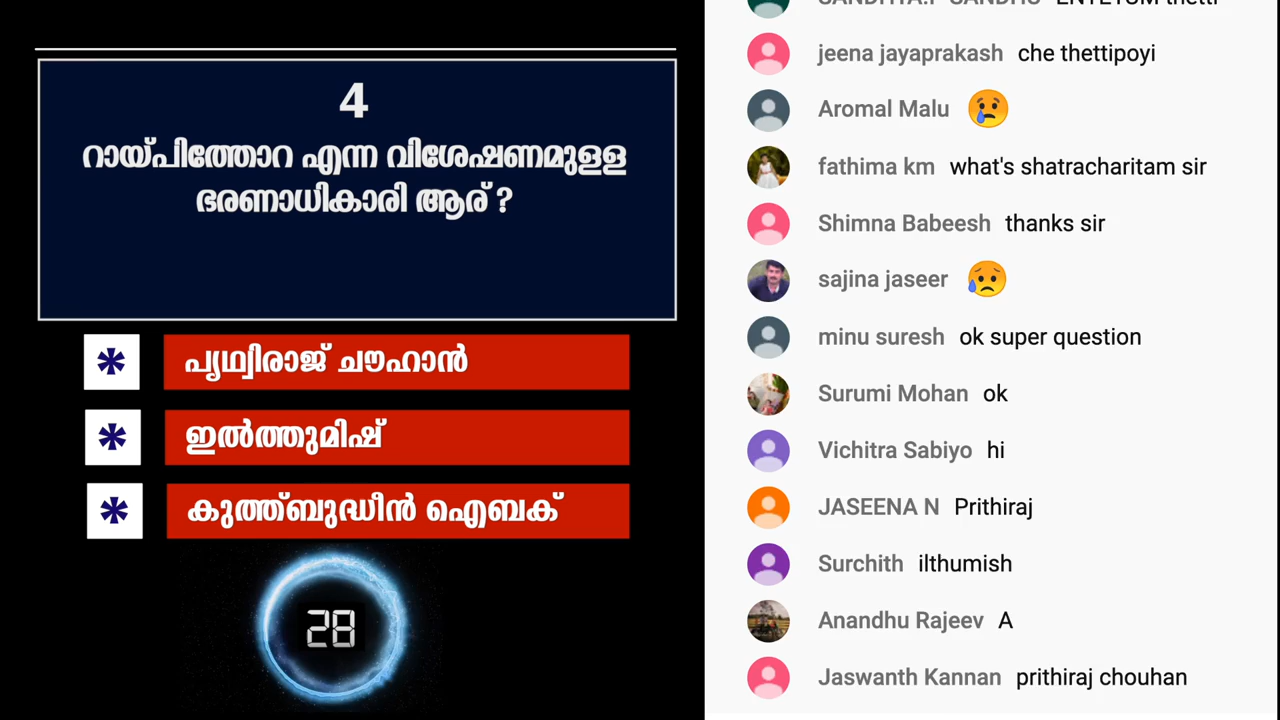 4
റായ്പിത്തോറ എന്ന വിശേഷണമുളള
ഭരണാധികാരി ആര് ?
* പൃഥ്വിരാജ് ചൗഹാൻ
* ഇൽത്തുമിഷ്
* കുത്ത്ബുദ്ധീൻ ഐബക്
28
jeena jayaprakash che thettipoyi
Aromal Malu
fathima km what's shatracharitam sir
Shimna Babeesh thanks sir
sajina jaseer
minu suresh ok super question
Surumi Mohan ok
Vichitra Sabiyo hi
JASEENA N Prithiraj
Surchith ilthumish
Anandhu Rajeev A
Jaswanth Kannan prithiraj chouhan